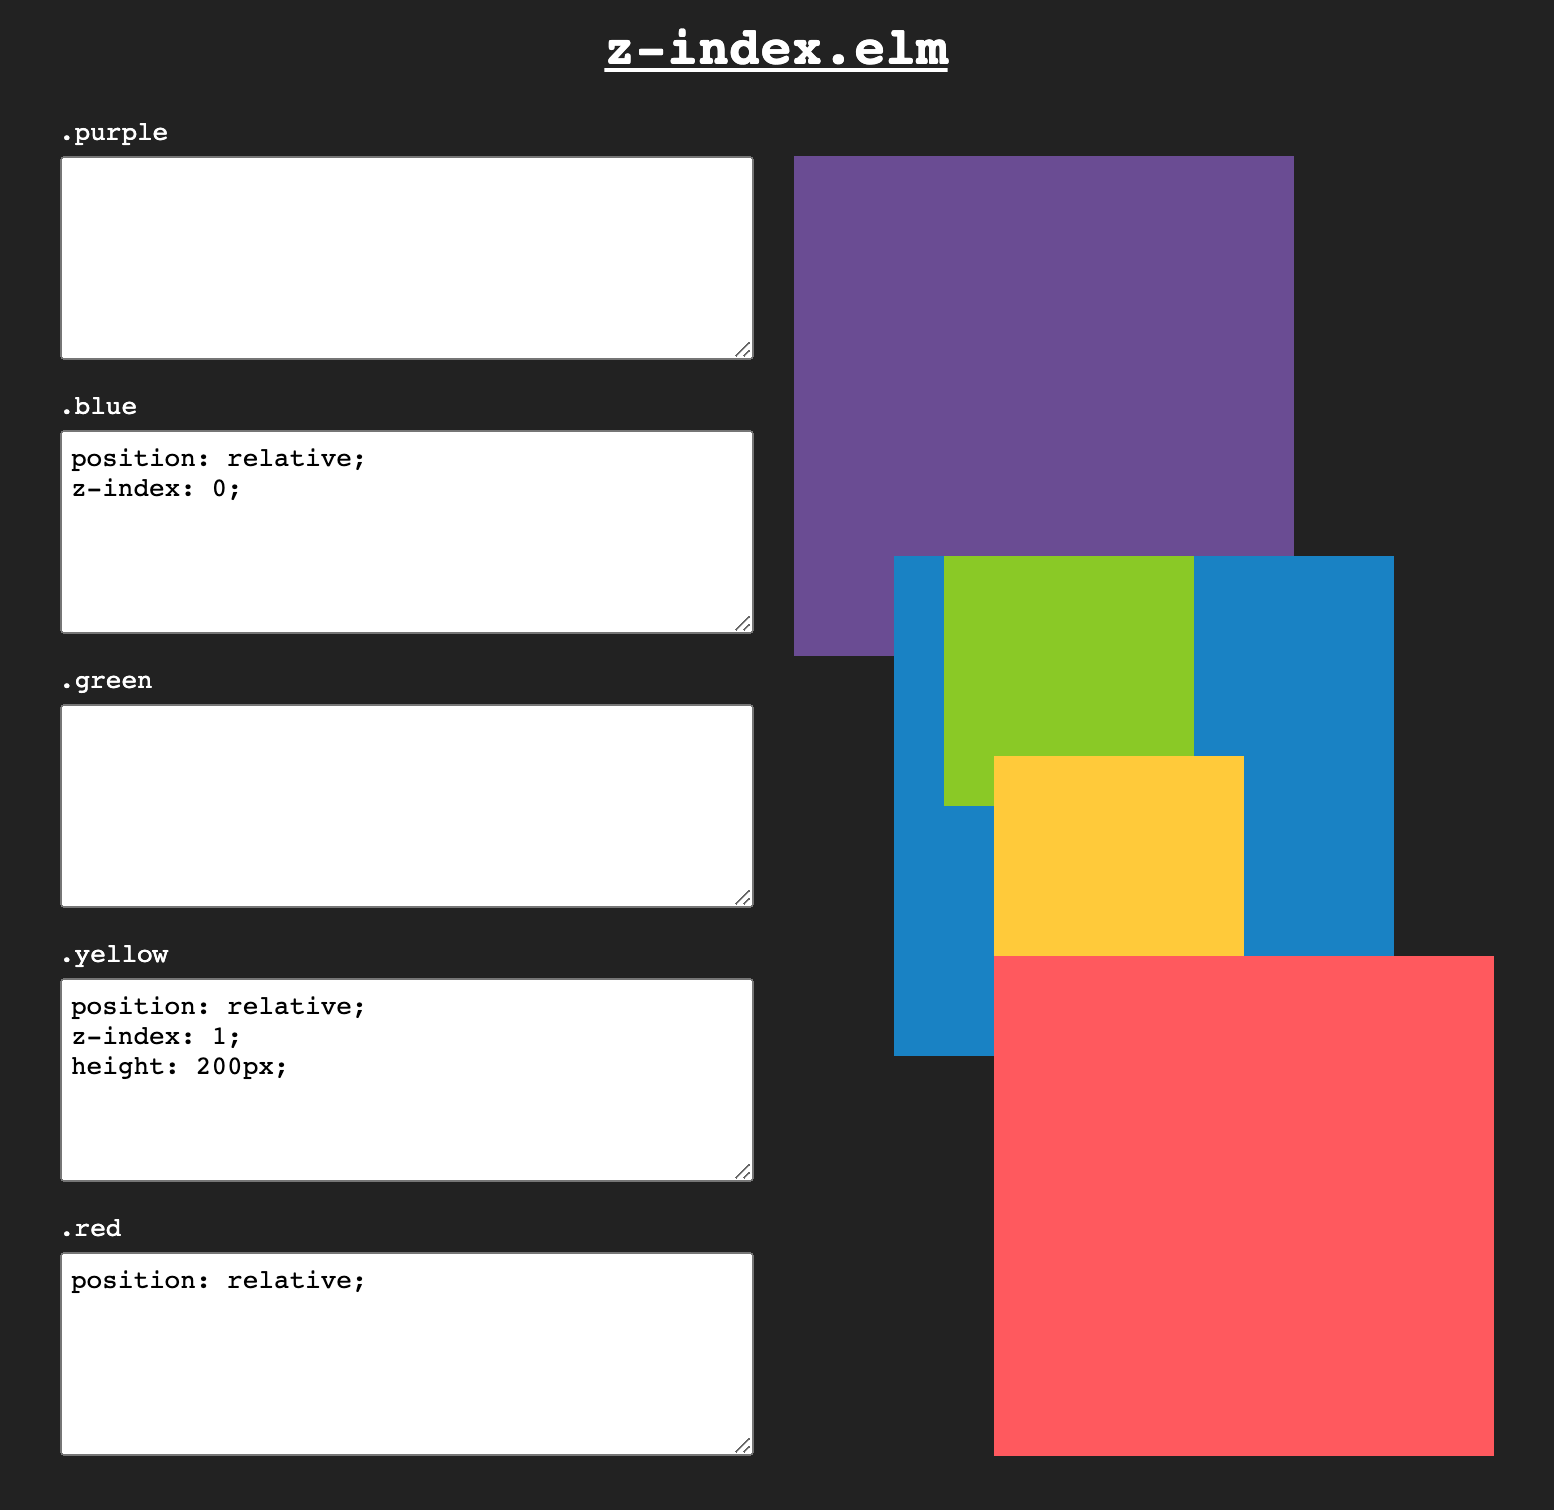 z-index.elm
.purple
.blue
position: relative;
z-index: 0;
.green
.yellow
position: relative;
z-index: 1;
height: 200px;
.red
position: relative;